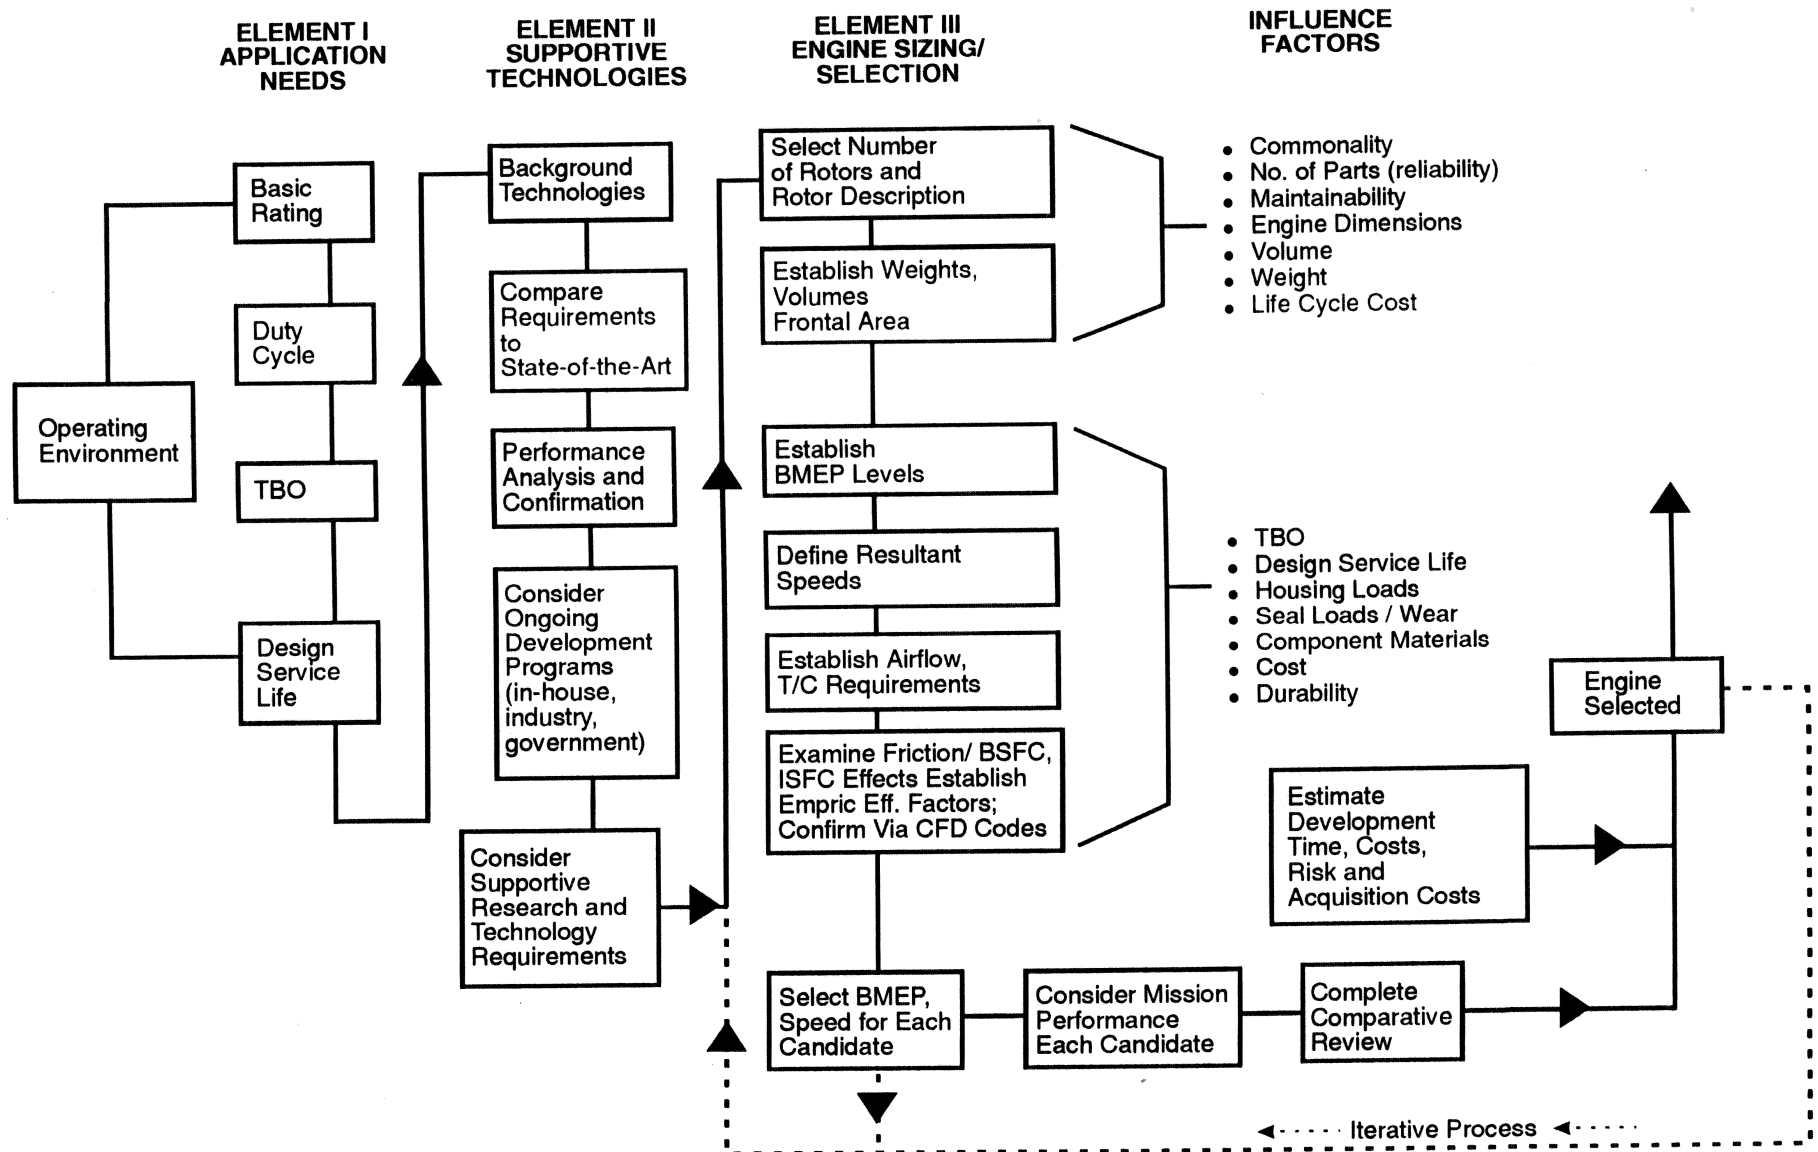 ELEMENT I
APPLICATION
NEEDS
ELEMENT II
SUPPORTIVE
TECHNOLOGIES
ELEMENT III
ENGINE SIZING/
SELECTION
INFLUENCE
FACTORS
Operating
Environment
Basic
Rating
Duty
Cycle
TBO
Design
Service
Life
Background
Technologies
Compare
Requirements
to
State-of-the-Art
Performance
Analysis and
Confirmation
Consider
Ongoing
Development
Programs
(in-house,
industry,
government)
Consider
Supportive
Research and
Technology
Requirements
Select Number
of Rotors and
Rotor Description
Establish Weights,
Volumes
Frontal Area
Establish
BMEP Levels
Define Resultant
Speeds
Establish Airflow,
T/C Requirements
Examine Friction/ BSFC,
ISFC Effects Establish
Empric Eff. Factors;
Confirm Via CFD Codes
Select BMEP,
Speed for Each
Candidate
Consider Mission
Performance
Each Candidate
Complete
Comparative
Review
• Commonality
• No. of Parts (reliability)
• Maintainability
• Engine Dimensions
• Volume
• Weight
• Life Cycle Cost
• TBO
• Design Service Life
• Housing Loads
• Seal Loads / Wear
• Component Materials
• Cost
• Durability
Estimate
Development
Time, Costs,
Risk and
Acquisition Costs
Engine
Selected
Iterative Process